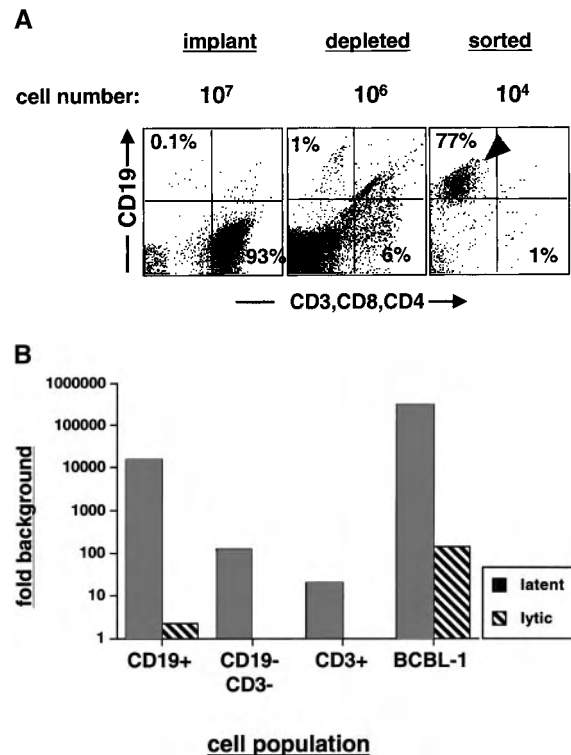 A
implant depleted sorted
cell number: 10⁷ 10⁶ 10⁴
0.1% 1% 77%
CD19
93% 6% 1%
CD3,CD8,CD4
B
1000000
100000
10000
1000
100
10
1
fold background
latent
lytic
CD19+ CD19- CD3+ BCBL-1
CD3-
cell population